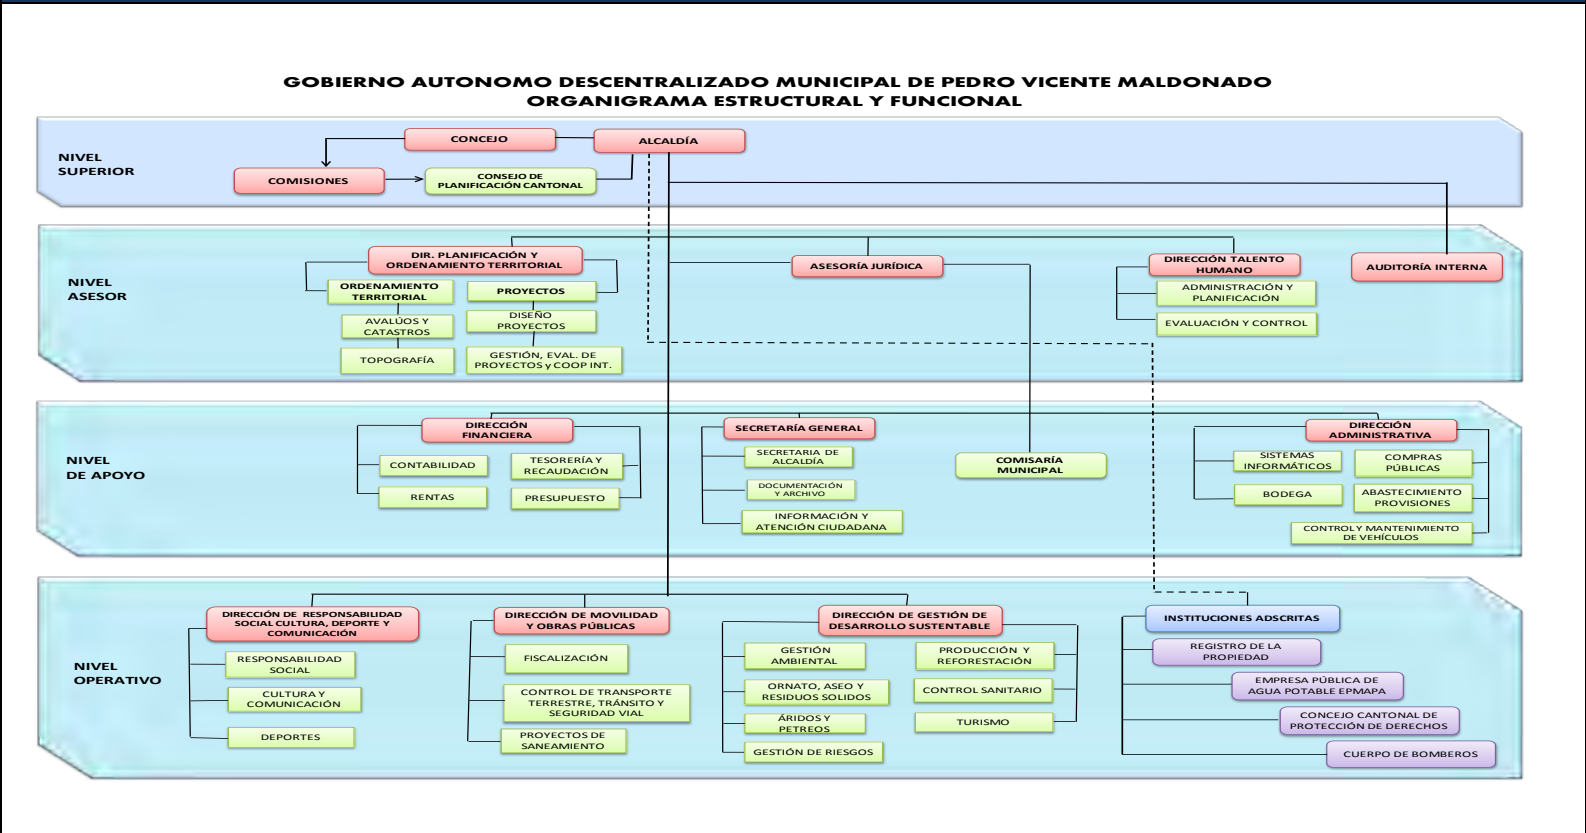 GOBIERNO AUTONOMO DESCENTRALIZADO MUNICIPAL DE PEDRO VICENTE MALDONADO
ORGANIGRAMA ESTRUCTURAL Y FUNCIONAL
NIVEL
SUPERIOR
CONCEJO
ALCALDÍA
COMISIONES
CONSEJO DE
PLANIFICACIÓN CANTONAL
NIVEL
ASESOR
DIR. PLANIFICACIÓN Y
ORDENAMIENTO TERRITORIAL
ORDENAMIENTO
TERRITORIAL
AVALÚOS Y
CATASTROS
TOPOGRAFÍA
PROYECTOS
DISEÑO
PROYECTOS
GESTIÓN, EVAL. DE
PROYECTOS y COOP INT.
ASESORÍA JURÍDICA
DIRECCIÓN TALENTO
HUMANO
ADMINISTRACIÓN Y
PLANIFICACIÓN
EVALUACIÓN Y CONTROL
AUDITORÍA INTERNA
NIVEL
DE APOYO
DIRECCIÓN
FINANCIERA
CONTABILIDAD
RENTAS
TESORERÍA Y
RECAUDACIÓN
PRESUPUESTO
SECRETARÍA GENERAL
SECRETARIA DE
ALCALDÍA
DOCUMENTACIÓN
Y ARCHIVO
INFORMACIÓN Y
ATENCIÓN CIUDADANA
COMISARÍA
MUNICIPAL
DIRECCIÓN
ADMINISTRATIVA
SISTEMAS
INFORMÁTICOS
BODEGA
COMPRAS
PÚBLICAS
ABASTECIMIENTO
PROVISIONES
CONTROL Y MANTENIMIENTO
DE VEHÍCULOS
NIVEL
OPERATIVO
DIRECCIÓN DE RESPONSABILIDAD
SOCIAL CULTURA, DEPORTE Y
COMUNICACIÓN
RESPONSABILIDAD
SOCIAL
CULTURA Y
COMUNICACIÓN
DEPORTES
DIRECCIÓN DE MOVILIDAD
Y OBRAS PÚBLICAS
FISCALIZACIÓN
CONTROL DE TRANSPORTE
TERRESTRE, TRÁNSITO Y
SEGURIDAD VIAL
PROYECTOS DE
SANEAMIENTO
DIRECCIÓN DE GESTIÓN DE
DESARROLLO SUSTENTABLE
GESTIÓN
AMBIENTAL
ORNATO, ASEO Y
RESIDUOS SOLIDOS
ÁRIDOS Y
PETREOS
GESTIÓN DE RIESGOS
PRODUCCIÓN Y
REFORESTACIÓN
CONTROL SANITARIO
TURISMO
INSTITUCIONES ADSCRITAS
REGISTRO DE LA
PROPIEDAD
EMPRESA PÚBLICA DE
AGUA POTABLE EPMAPA
CONCEJO CANTONAL DE
PROTECCIÓN DE DERECHOS
CUERPO DE BOMBEROS